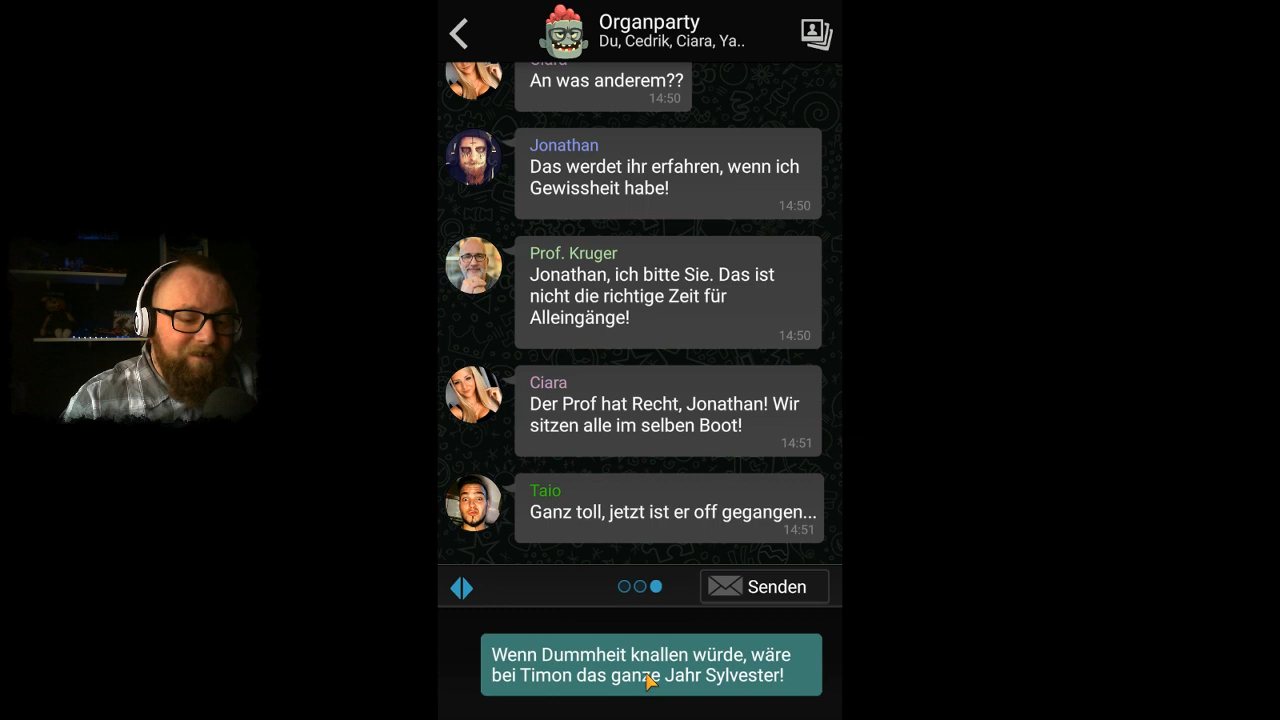 Organparty
Du, Cedrik, Ciara, Ya..
Ciara
An was anderem??
14:50
Jonathan
Das werdet ihr erfahren, wenn ich
Gewissheit habe!
14:50
Prof. Kruger
Jonathan, ich bitte Sie. Das ist
nicht die richtige Zeit für
Alleingänge!
14:50
Ciara
Der Prof hat Recht, Jonathan! Wir
sitzen alle im selben Boot!
14:51
Taio
Ganz toll, jetzt ist er off gegangen...
14:51
Senden
Wenn Dummheit knallen würde, wäre
bei Timon das ganze Jahr Sylvester!